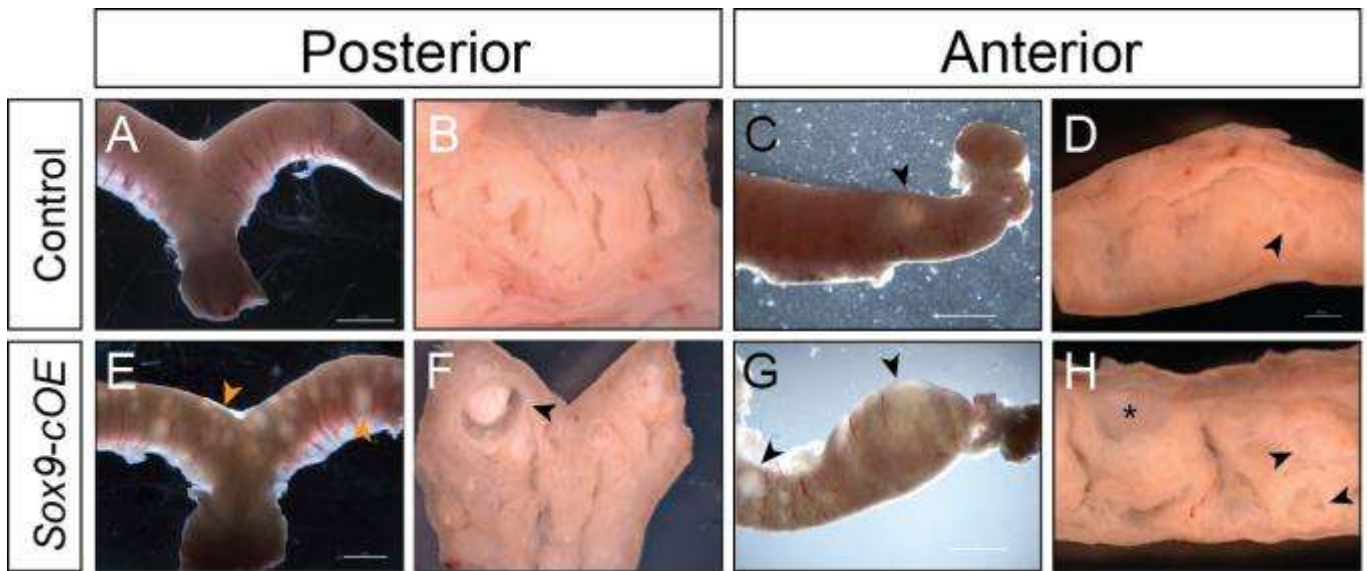 Posterior Anterior
Control
A B C D
Sox9-cOE
E F G H
*